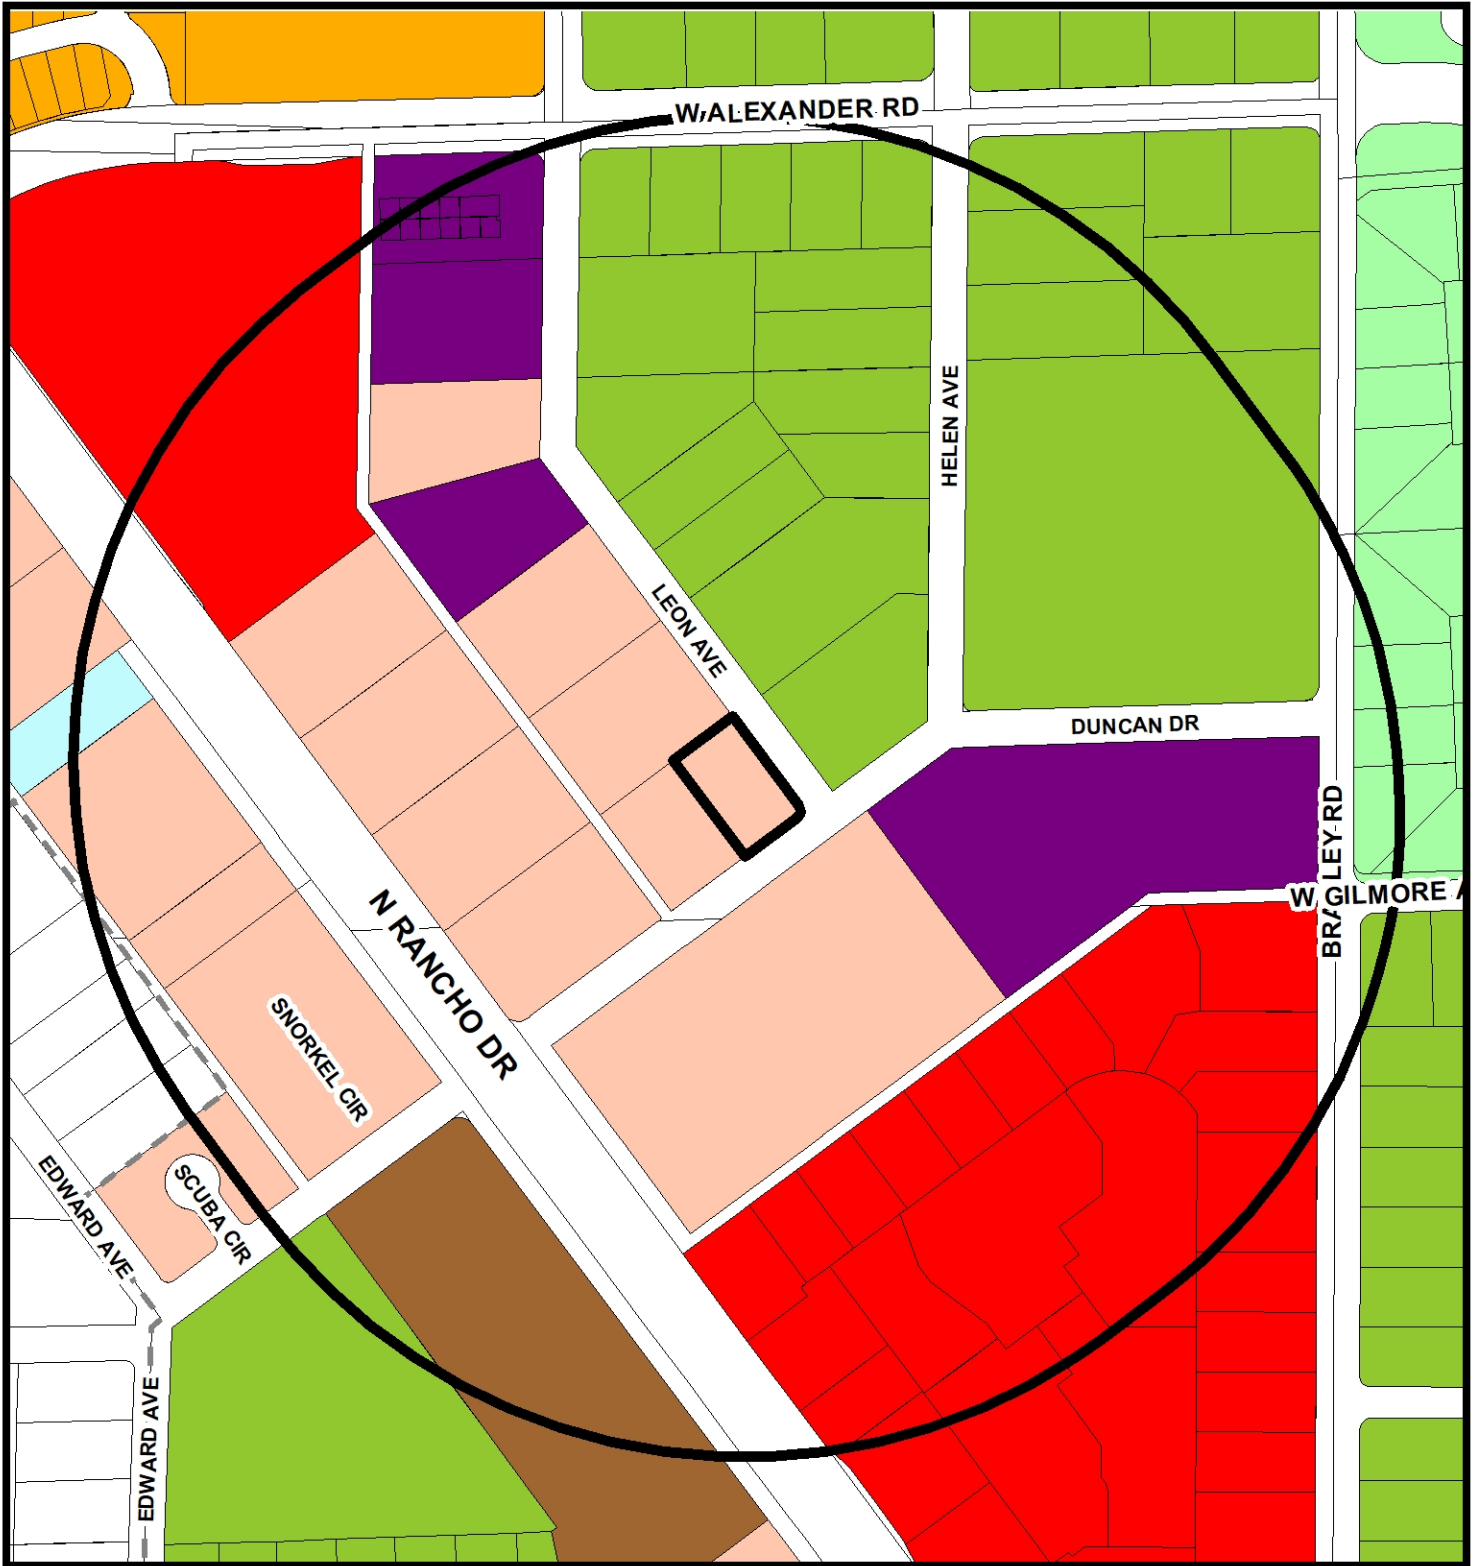 W ALEXANDER RD
HELEN AVE
LEON AVE
DUNCAN DR
BRADLEY RD
W GILMORE A
N RANCHO DR
SNORKEL CIR
SCUBA CIR
EDWARD AVE
EDWARD AVE